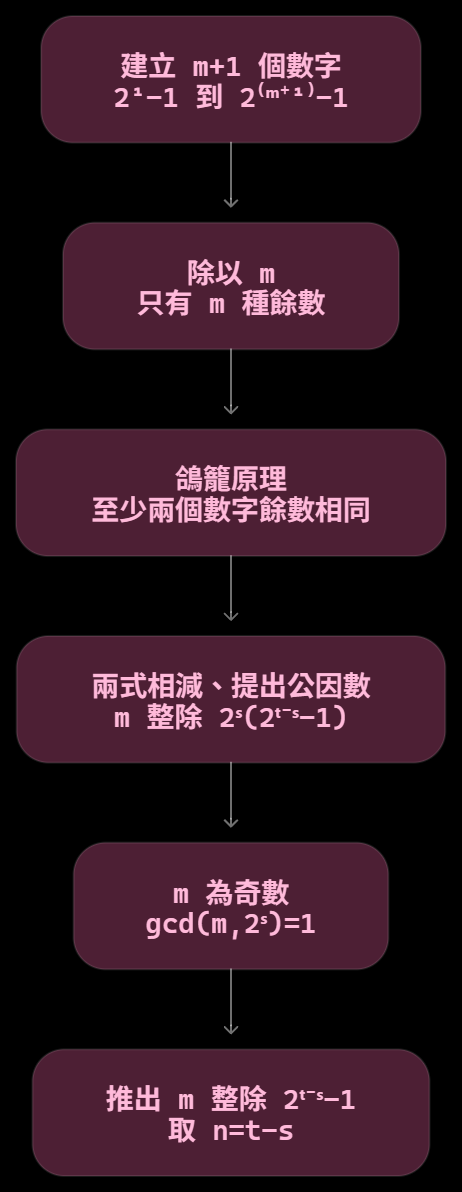 建立 m+1 個數字
2¹−1 到 2⁽ᵐ⁺¹⁾−1
除以 m
只有 m 種餘數
鴿籠原理
至少兩個數字餘數相同
兩式相減、提出公因數
m 整除 2ˢ(2ᵗ⁻ˢ−1)
m 為奇數
gcd(m,2ˢ)=1
推出 m 整除 2ᵗ⁻ˢ−1
取 n=t−s